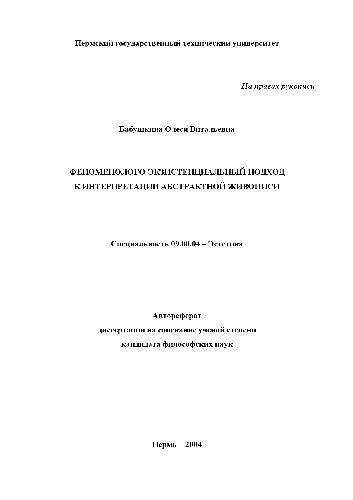 Пермский государственный технический университет
На правах рукописи
Бабушкина Олеся Витальевна
ФЕНОМЕНОЛОГО-ЭКЗИСТЕНЦИАЛЬНЫЙ ПОДХОД
К ИНТЕРПРЕТАЦИИ АБСТРАКТНОЙ ЖИВОПИСИ
Специальность 09.00.04 – Эстетика
Автореферат
диссертации на соискание ученой степени
кандидата философских наук
Пермь – 2004